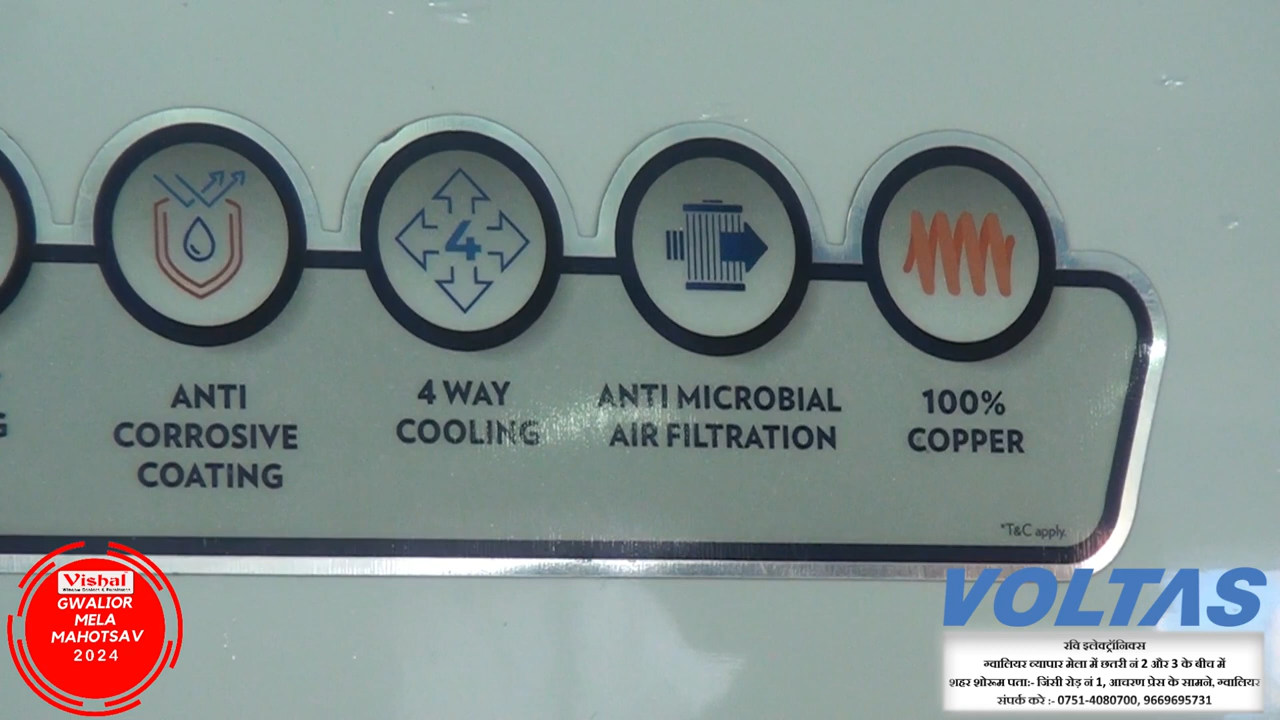 4
ANTI
CORROSIVE
COATING
4 WAY
COOLING
ANTI MICROBIAL
AIR FILTRATION
100%
COPPER
*T&C apply.
Vishal
GWALIOR
MELA
MAHOTSAV
2024
VOLTAS
रवि इलेक्ट्रॉनिक्स
ग्वालियर व्यापार मेला में छतरी नं 2 और 3 के बीच में
शहर शोरूम पता:- जिंसी रोड़ नं 1, आचरण प्रेस के सामने, ग्वालियर
संपर्क करे :- 0751-4080700, 9669695731